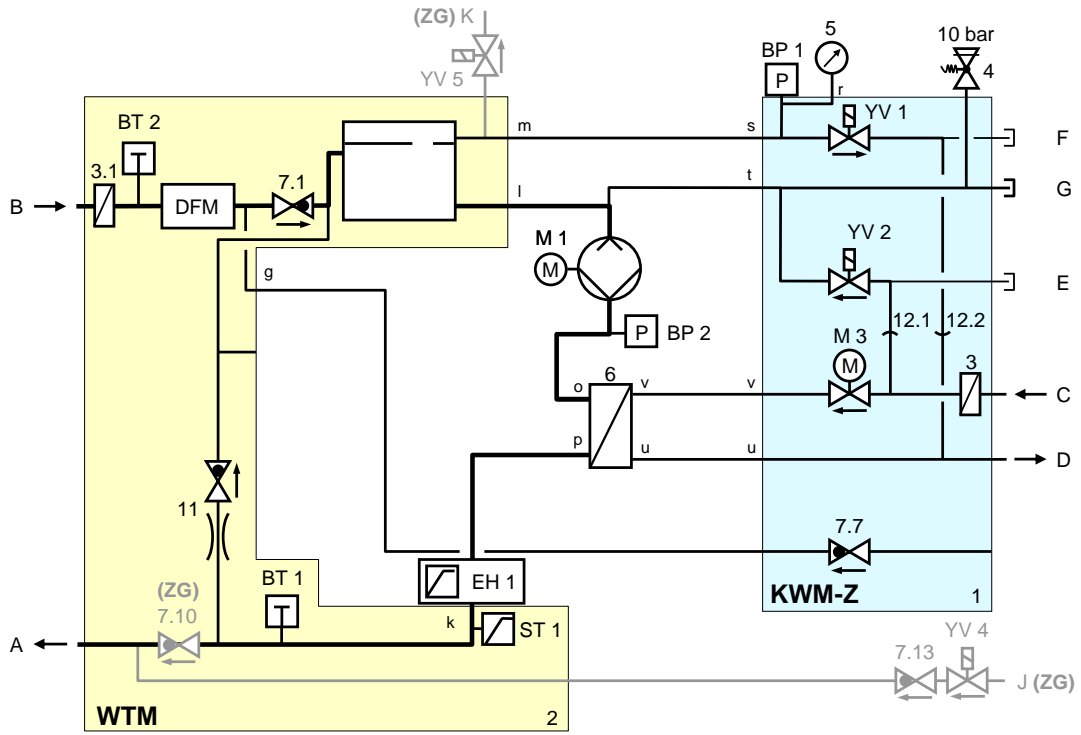 (ZG) K
YV 5
5
10 bar
BP 1
P
4
r
YV 1
BT 2
T
m
s
F
3.1
7.1
t
G
B
DFM
l
M 1
M
YV 2
g
E
P
BP 2
12.1
12.2
M 3
M
6
3
o
v
v
C
p
u
u
D
11
7.7
EH 1
BT 1
T
(ZG)
7.10
KWM-Z
1
k
ST 1
A
YV 4
7.13
J (ZG)
WTM
2